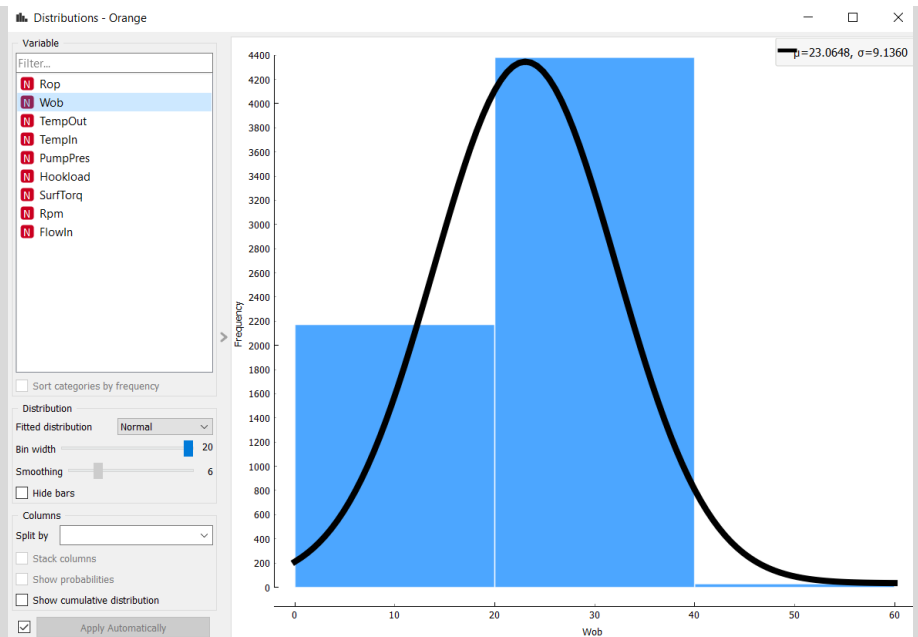 Distributions - Orange
Variable
Filter...
N Rop
N Wob
N TempOut
N TempIn
N PumpPres
N Hookload
N SurfTorq
N Rpm
N FlowIn
Sort categories by frequency
Distribution
Fitted distribution Normal
Bin width 20
Smoothing 6
Hide bars
Columns
Split by
Stack columns
Show probabilities
Show cumulative distribution
Apply Automatically
μ=23.0648, σ=9.1360
4400
4200
4000
3800
3600
3400
3200
3000
2800
2600
2400
2200
2000
1800
1600
1400
1200
1000
800
600
400
200
0
Frequency
0 10 20 30 40 50 60
Wob